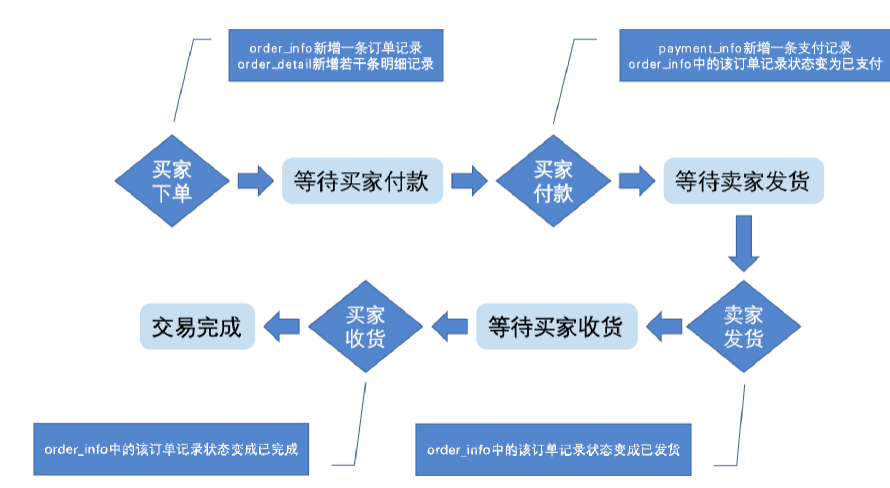 order_info新增一条订单记录
order_detail新增若干条明细记录
payment_info新增一条支付记录
order_info中的该订单记录状态变为已支付
买家
下单
等待买家付款
买家
付款
等待卖家发货
卖家
发货
等待买家收货
买家
收货
交易完成
order_info中的该订单记录状态变成已完成
order_info中的该订单记录状态变成已发货